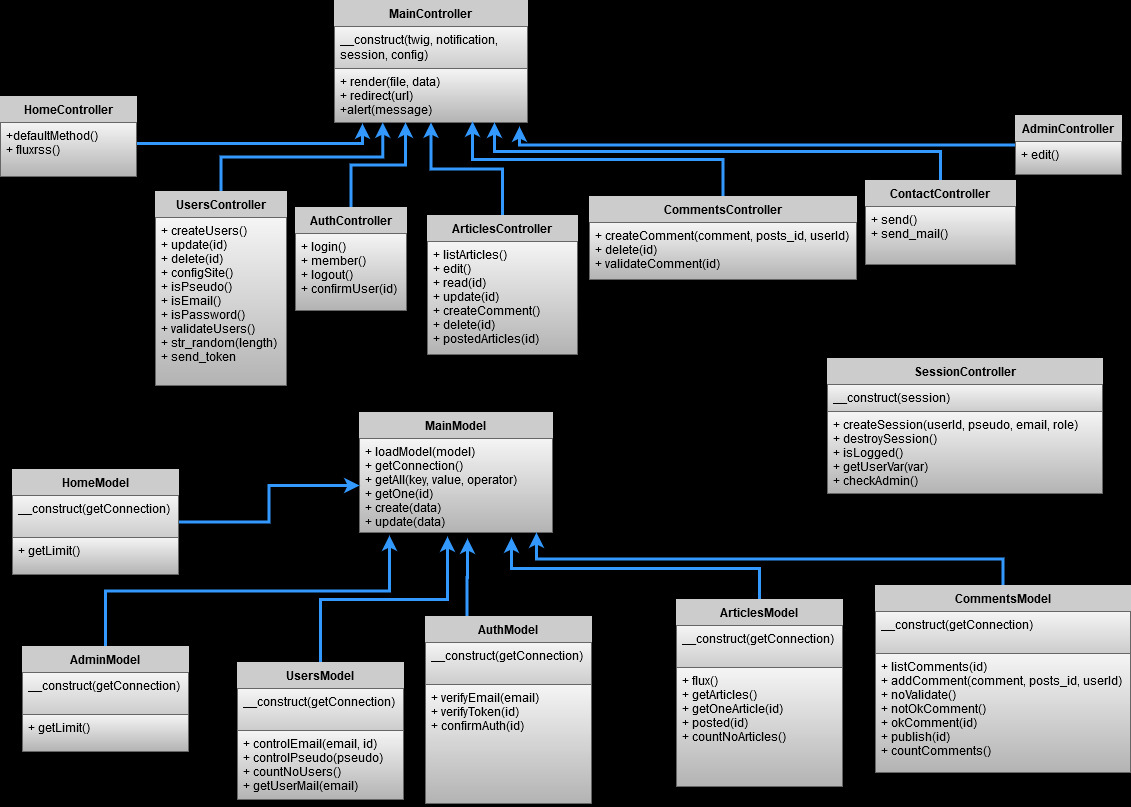 MainController
__construct(twig, notification,
session, config)
+ render(file, data)
+ redirect(url)
+alert(message)
HomeController
+defaultMethod()
+ fluxrss()
AdminController
+ edit()
UsersController
+ createUsers()
+ update(id)
+ delete(id)
+ configSite()
+ isPseudo()
+ isEmail()
+ isPassword()
+ validateUsers()
+ str_random(length)
+ send_token
AuthController
+ login()
+ member()
+ logout()
+ confirmUser(id)
ArticlesController
+ listArticles()
+ edit()
+ read(id)
+ update(id)
+ createComment()
+ delete(id)
+ postedArticles(id)
CommentsController
+ createComment(comment, posts_id, userId)
+ delete(id)
+ validateComment(id)
ContactController
+ send()
+ send_mail()
SessionController
__construct(session)
+ createSession(userId, pseudo, email, role)
+ destroySession()
+ isLogged()
+ getUserVar(var)
+ checkAdmin()
MainModel
+ loadModel(model)
+ getConnection()
+ getAll(key, value, operator)
+ getOne(id)
+ create(data)
+ update(data)
HomeModel
__construct(getConnection)
+ getLimit()
AdminModel
__construct(getConnection)
+ getLimit()
UsersModel
__construct(getConnection)
+ controlEmail(email, id)
+ controlPseudo(pseudo)
+ countNoUsers()
+ getUserMail(email)
AuthModel
__construct(getConnection)
+ verifyEmail(email)
+ verifyToken(id)
+ confirmAuth(id)
ArticlesModel
__construct(getConnection)
+ flux()
+ getArticles()
+ getOneArticle(id)
+ posted(id)
+ countNoArticles()
CommentsModel
__construct(getConnection)
+ listComments(id)
+ addComment(comment, posts_id, userId)
+ noValidate()
+ notOkComment()
+ okComment(id)
+ publish(id)
+ countComments()